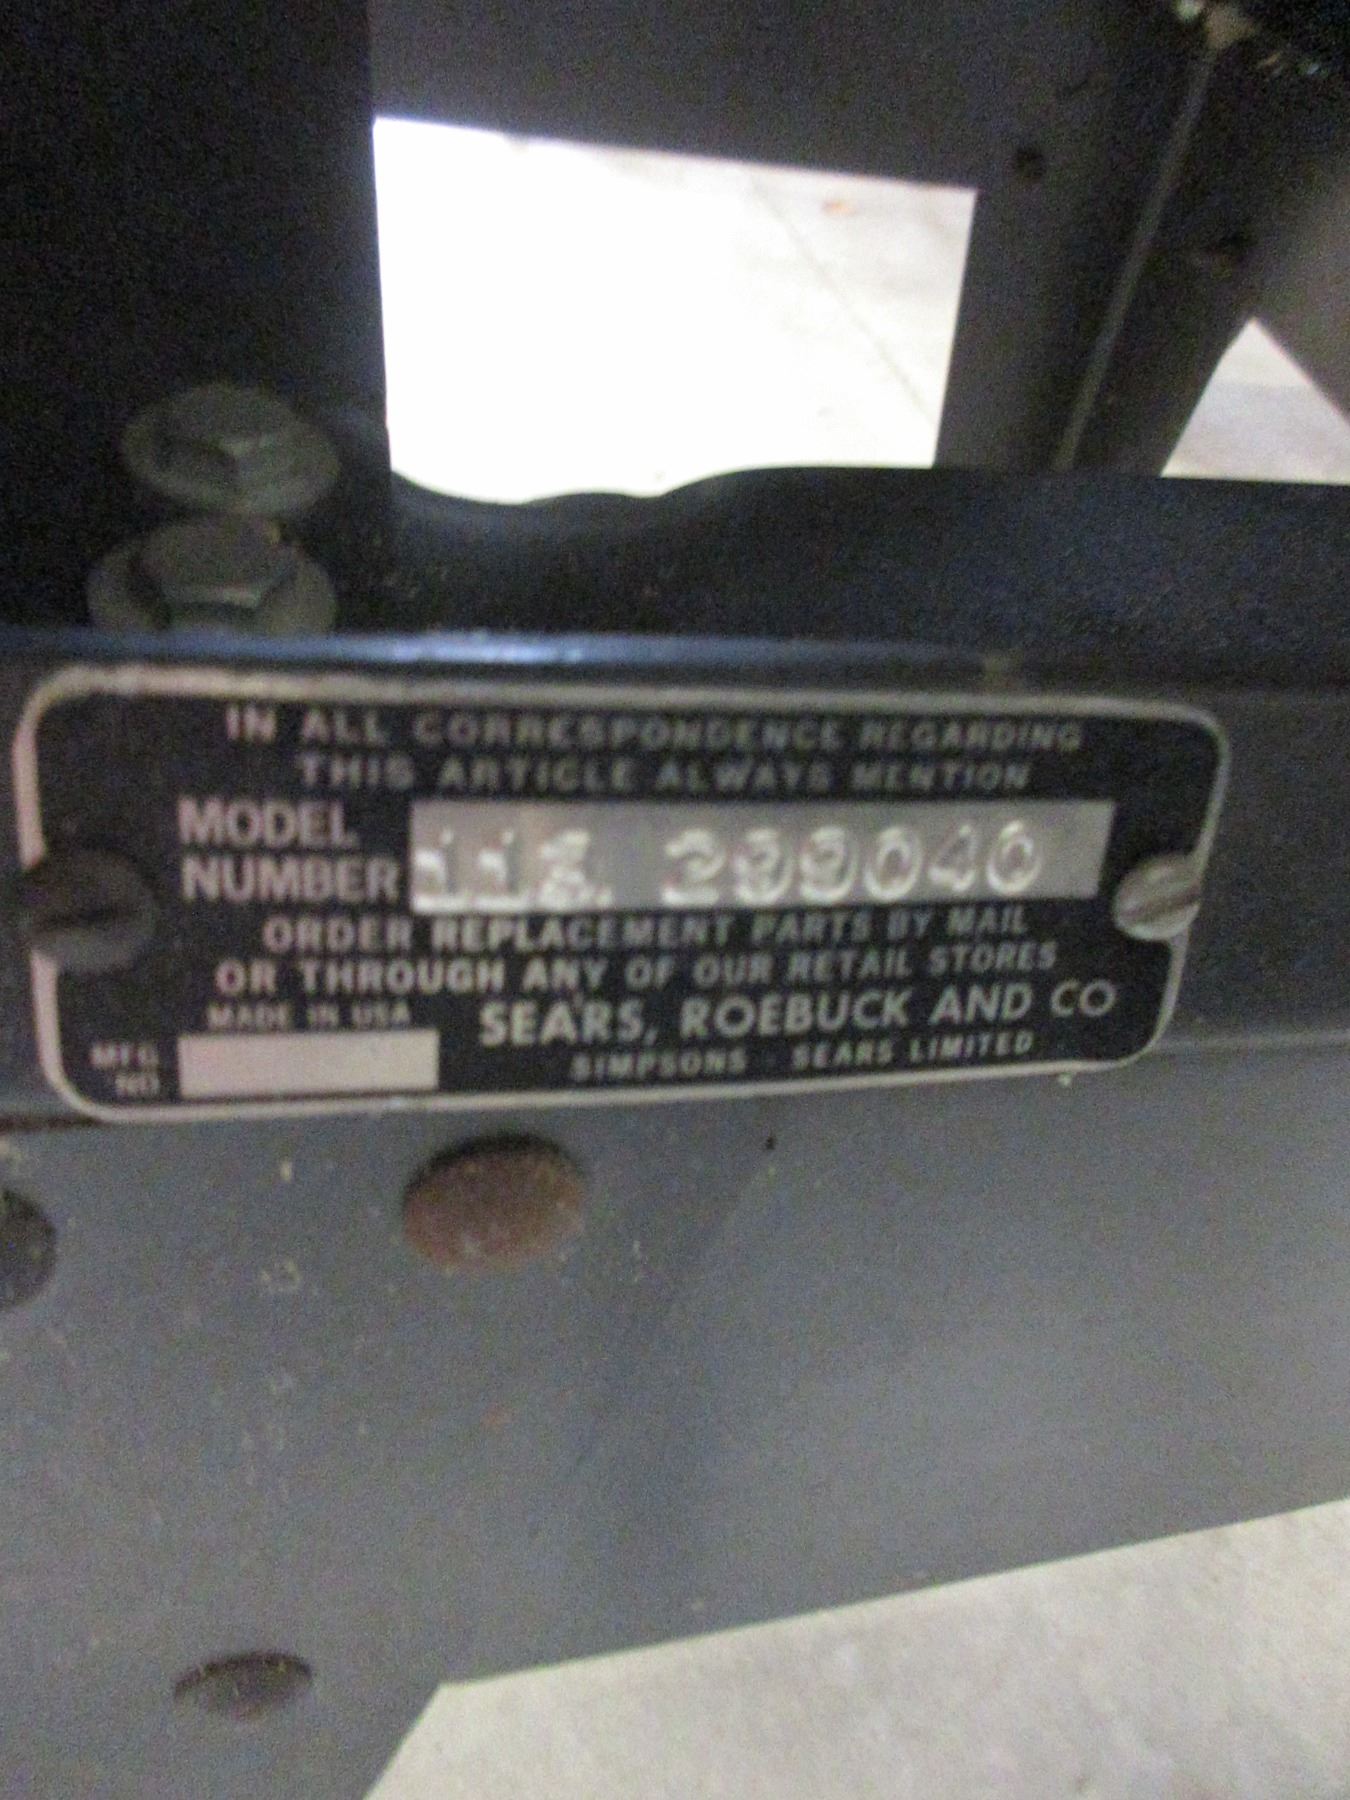 IN ALL CORRESPONDENCE REGARDING
THIS ARTICLE ALWAYS MENTION
MODEL
NUMBER 113. 299040
ORDER REPLACEMENT PARTS BY MAIL
OR THROUGH ANY OF OUR RETAIL STORES
MADE IN USA
SEARS, ROEBUCK AND CO
MFG
NO
SIMPSONS - SEARS LIMITED